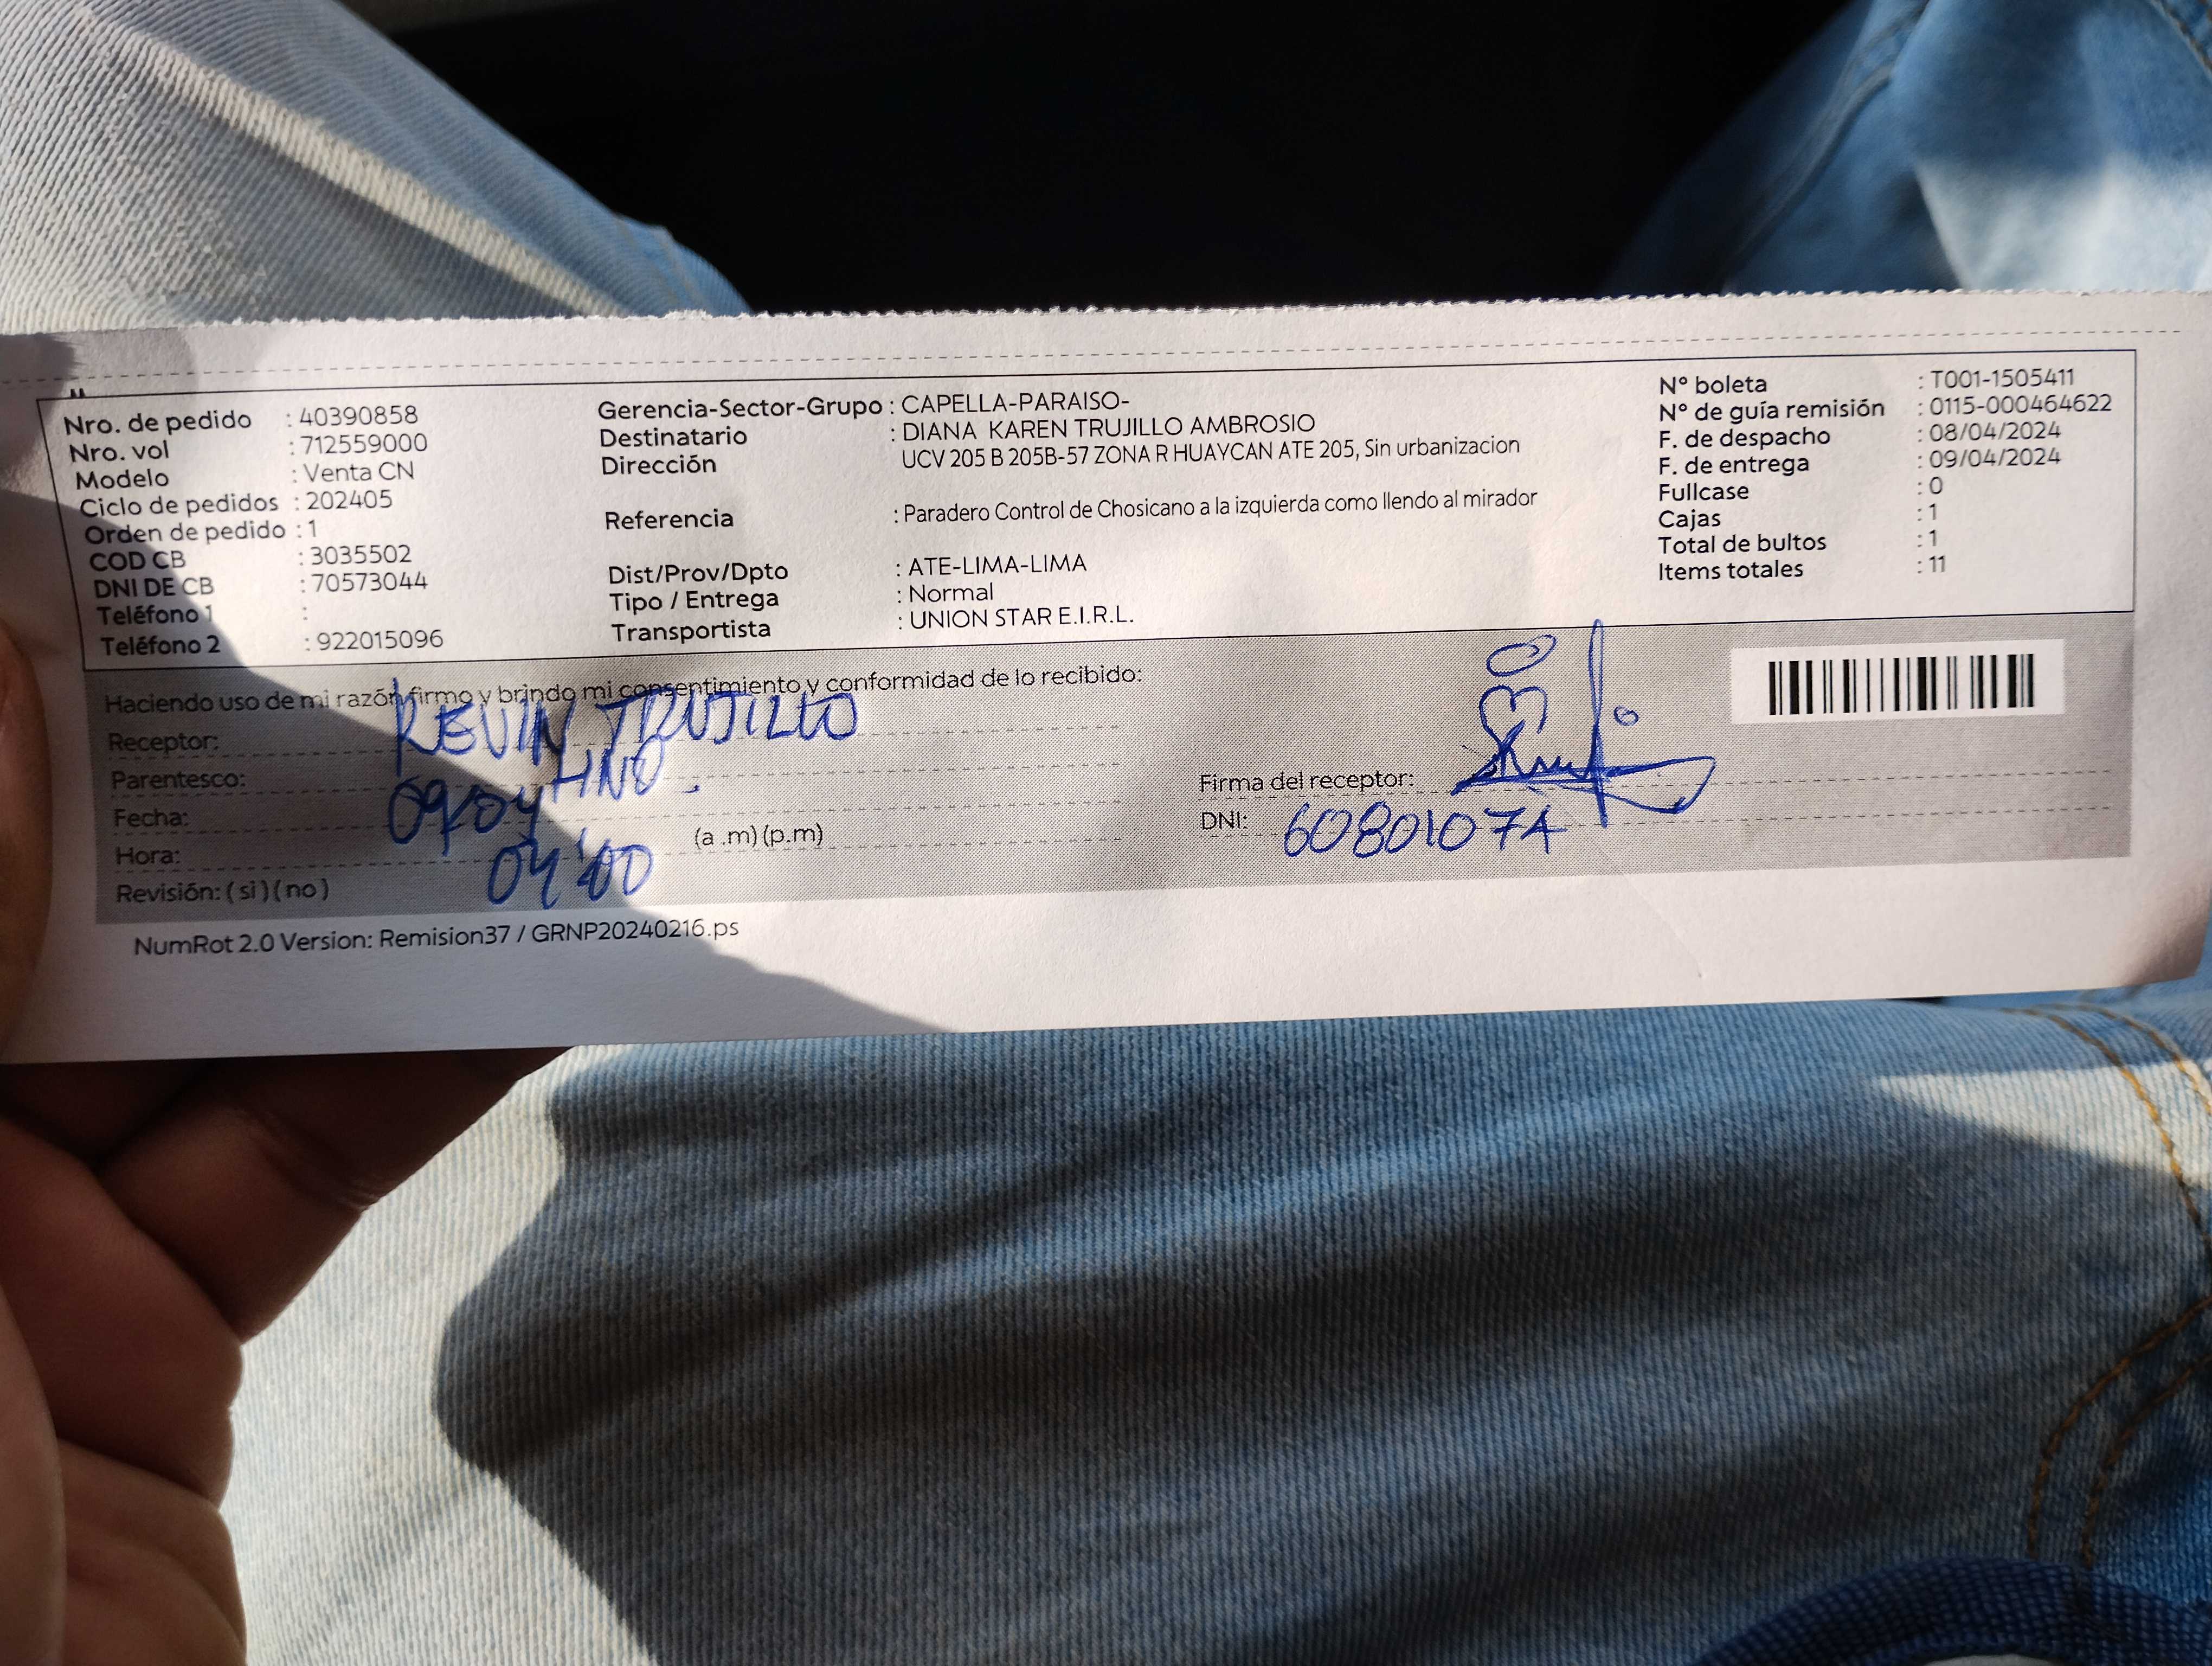 Nro. de pedido : 40390858
Nro. vol : 712559000
Modelo : Venta CN
Ciclo de pedidos : 202405
Orden de pedido : 1
COD CB : 3035502
DNI DE CB : 70573044
Teléfono 1 :
Teléfono 2 : 922015096
Gerencia-Sector-Grupo : CAPELLA-PARAISO-
Destinatario : DIANA KAREN TRUJILLO AMBROSIO
Dirección UCV 205 B 205B-57 ZONA R HUAYCAN ATE 205, Sin urbanizacion
Referencia : Paradero Control de Chosicano a la izquierda como llendo al mirador
Dist/Prov/Dpto : ATE-LIMA-LIMA
Tipo / Entrega : Normal
Transportista : UNION STAR E.I.R.L.
N° boleta : T001-1505411
N° de guía remisión : 0115-000464622
F. de despacho : 08/04/2024
F. de entrega : 09/04/2024
Fullcase : 0
Cajas : 1
Total de bultos : 1
Items totales : 11
Haciendo uso de mi razón firmo y brindo mi consentimiento y conformidad de lo recibido:
Receptor: KEVIN TRUJILLO
Parentesco: HNO.
Fecha: 09/04
Hora: 04:00 (a .m) (p.m)
Revisión: ( si ) ( no )
Firma del receptor:
DNI: 60801074
NumRot 2.0 Version: Remision37 / GRNP20240216.ps